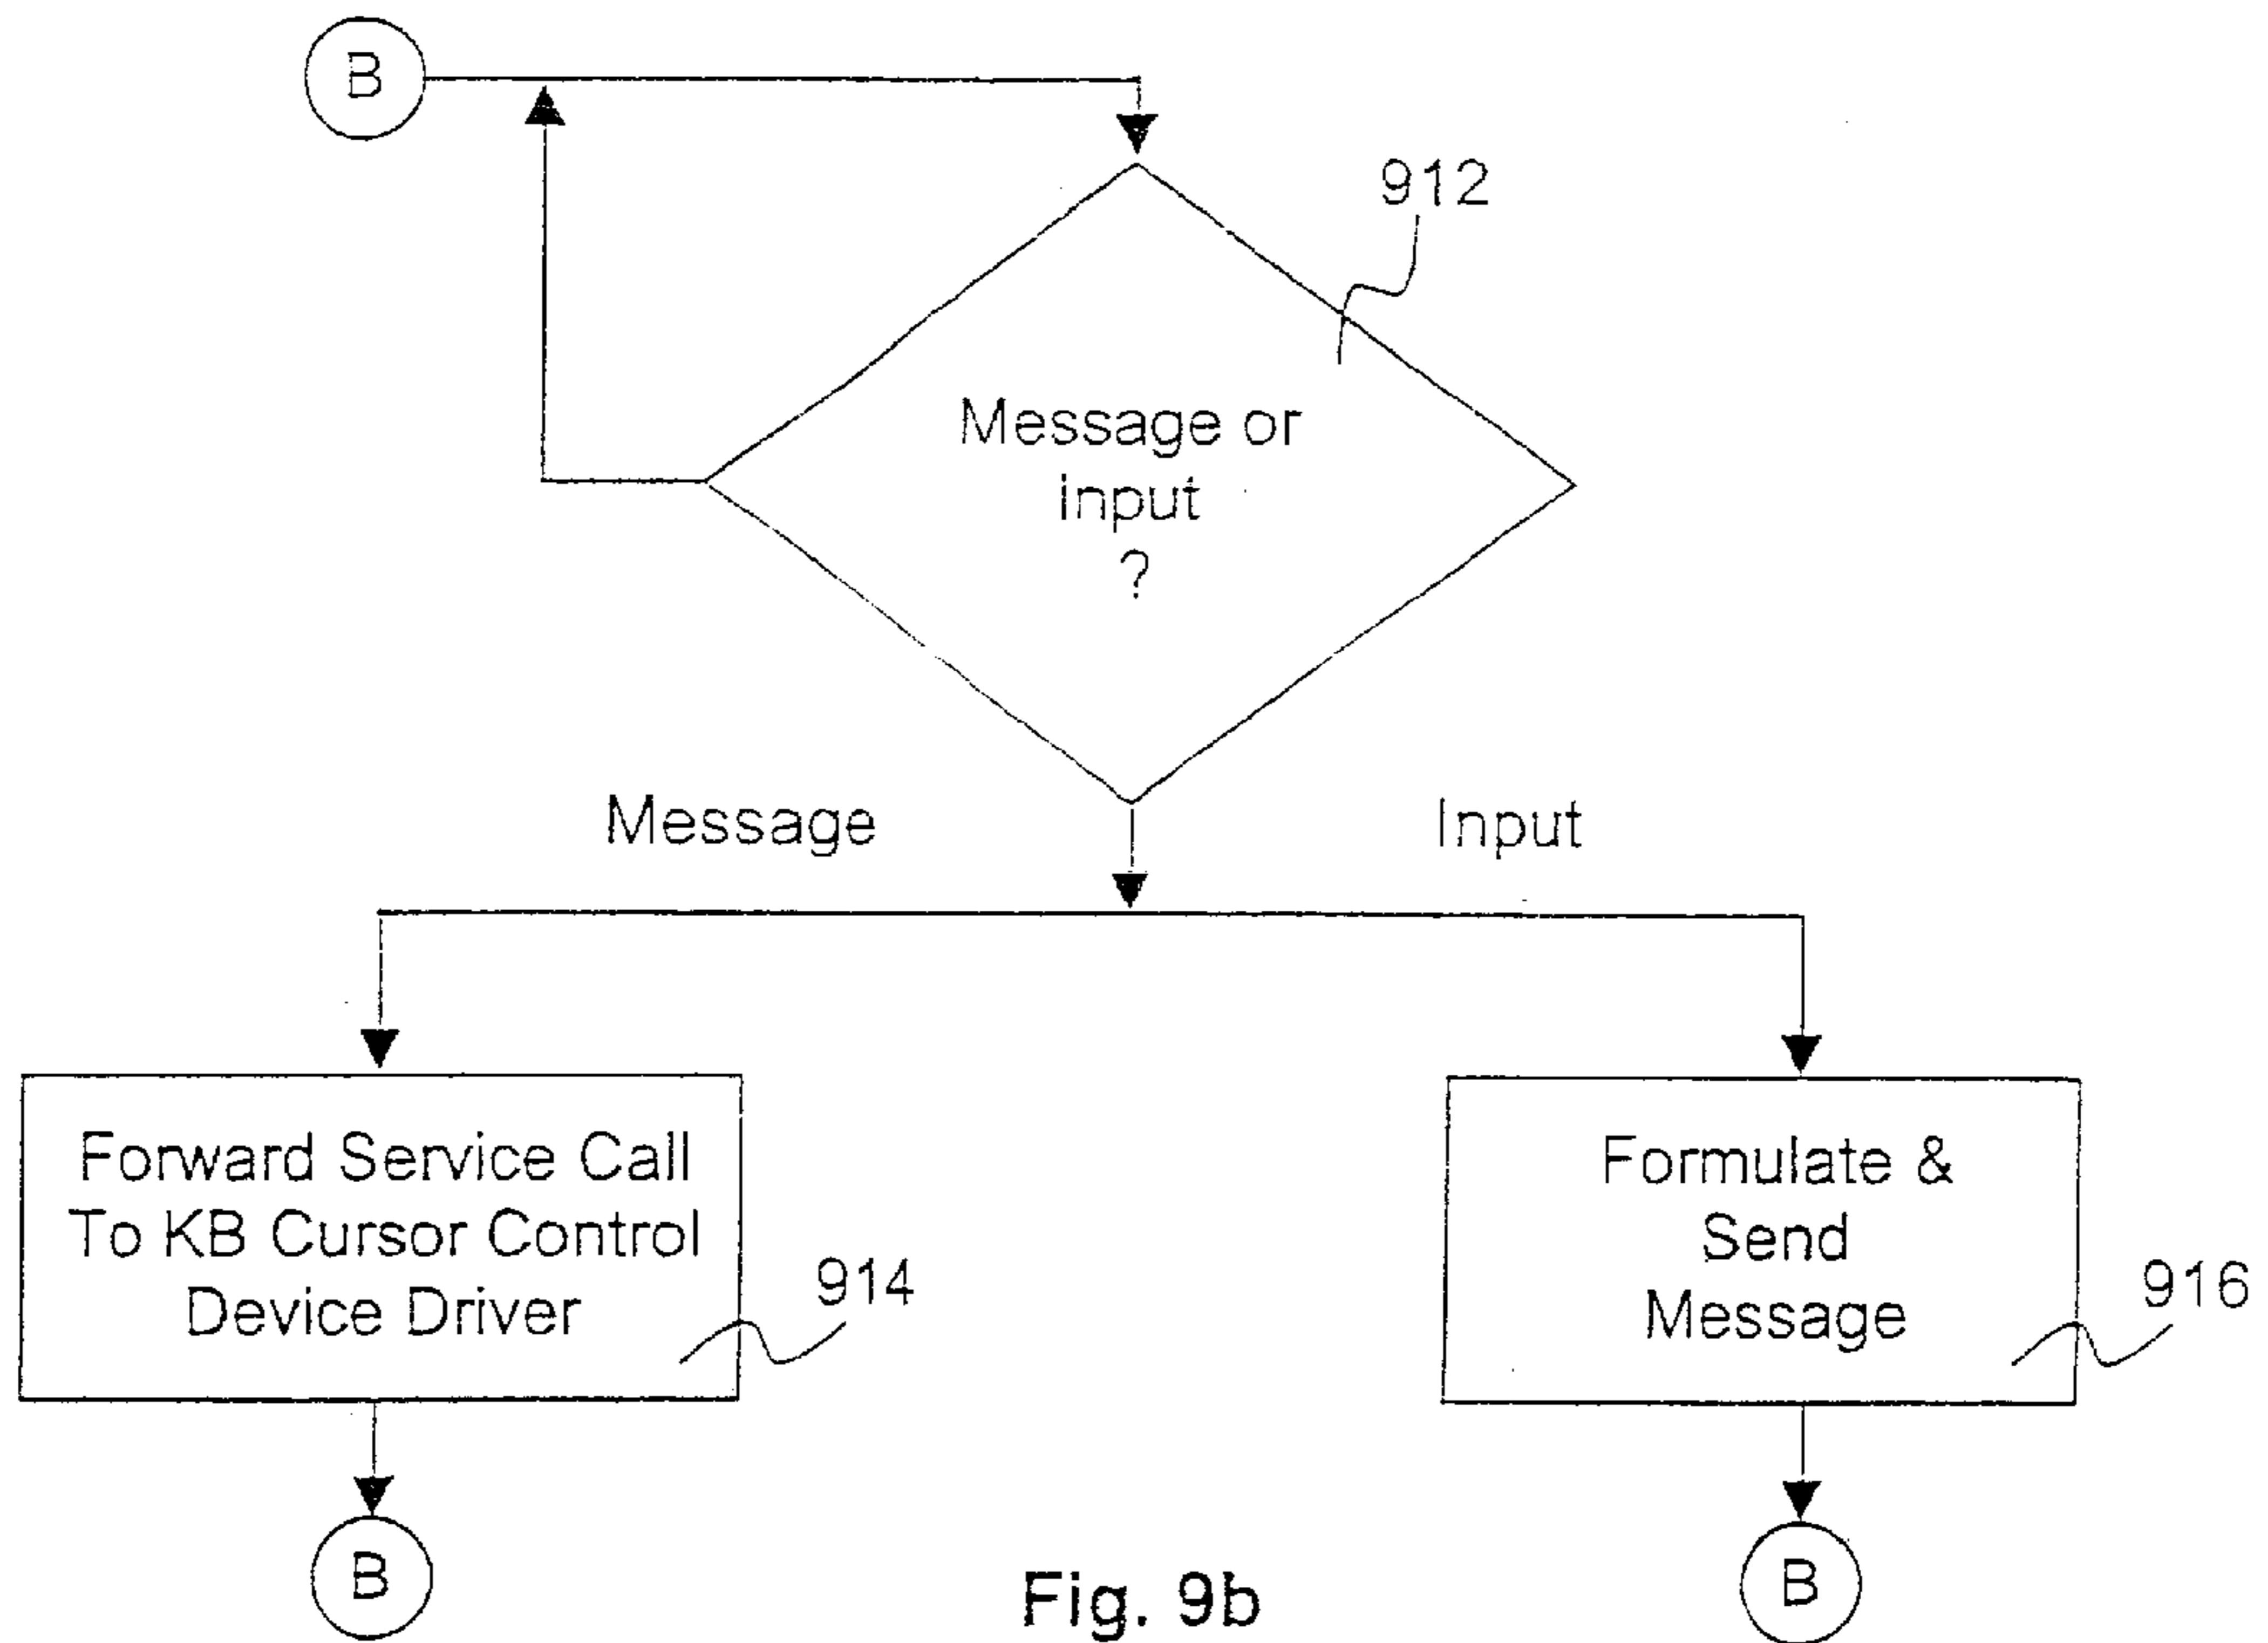 B
912
Message or
input
?
Message
Input
Forward Service Call
To KB Cursor Control
Device Driver
914
Formulate &
Send
Message
916
B
B
Fig. 9b